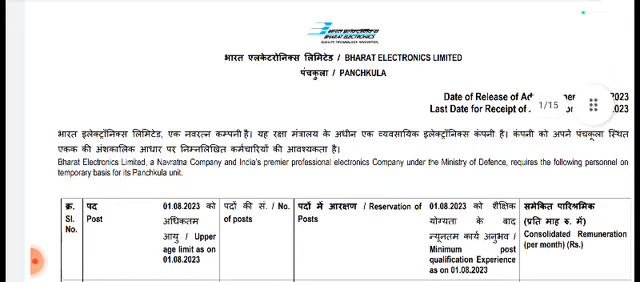 भारत इलेक्ट्रॉनिक्स
BHARAT ELECTRONICS
भारत एलकेटरोनिक्स लिमिटेड / BHARAT ELECTRONICS LIMITED
पंचकुला / PANCHKULA
Date of Release of 2023
Last Date for Receipt of 2023
1/15
भारत इलेक्ट्रॉनिक्स लिमिटेड, एक नवरत्न कम्पनी है। यह रक्षा मंत्रालय के अधीन एक व्यवसायिक इलेक्ट्रॉनिक्स कंपनी है। कंपनी को अपने पंचकूला स्थित
एकक की अंशकालिक आधार पर निम्नलिखित कर्मचारियों की आवश्यकता है।
Bharat Electronics Limited, a Navratna Company and India's premier professional electronics Company under the Ministry of Defence, requires the following personnel on
temporary basis for its Panchkula unit.
क्र.
Sl.
No.
पद
Post
01.08.2023 को
अधिकतम
आयु / Upper
age limit as on
01.08.2023
पदों की सं. / No.
of posts
पदों में आरक्षण / Reservation of
Posts
01.08.2023 को शैक्षिक
योग्यता के बाद
न्यूनतम कार्य अनुभव /
Minimum post
qualification Experience
as on 01.08.2023
समेकित पारिश्रमिक
(प्रति माह रु. में)
Consolidated Remuneration
(per month) (Rs.)